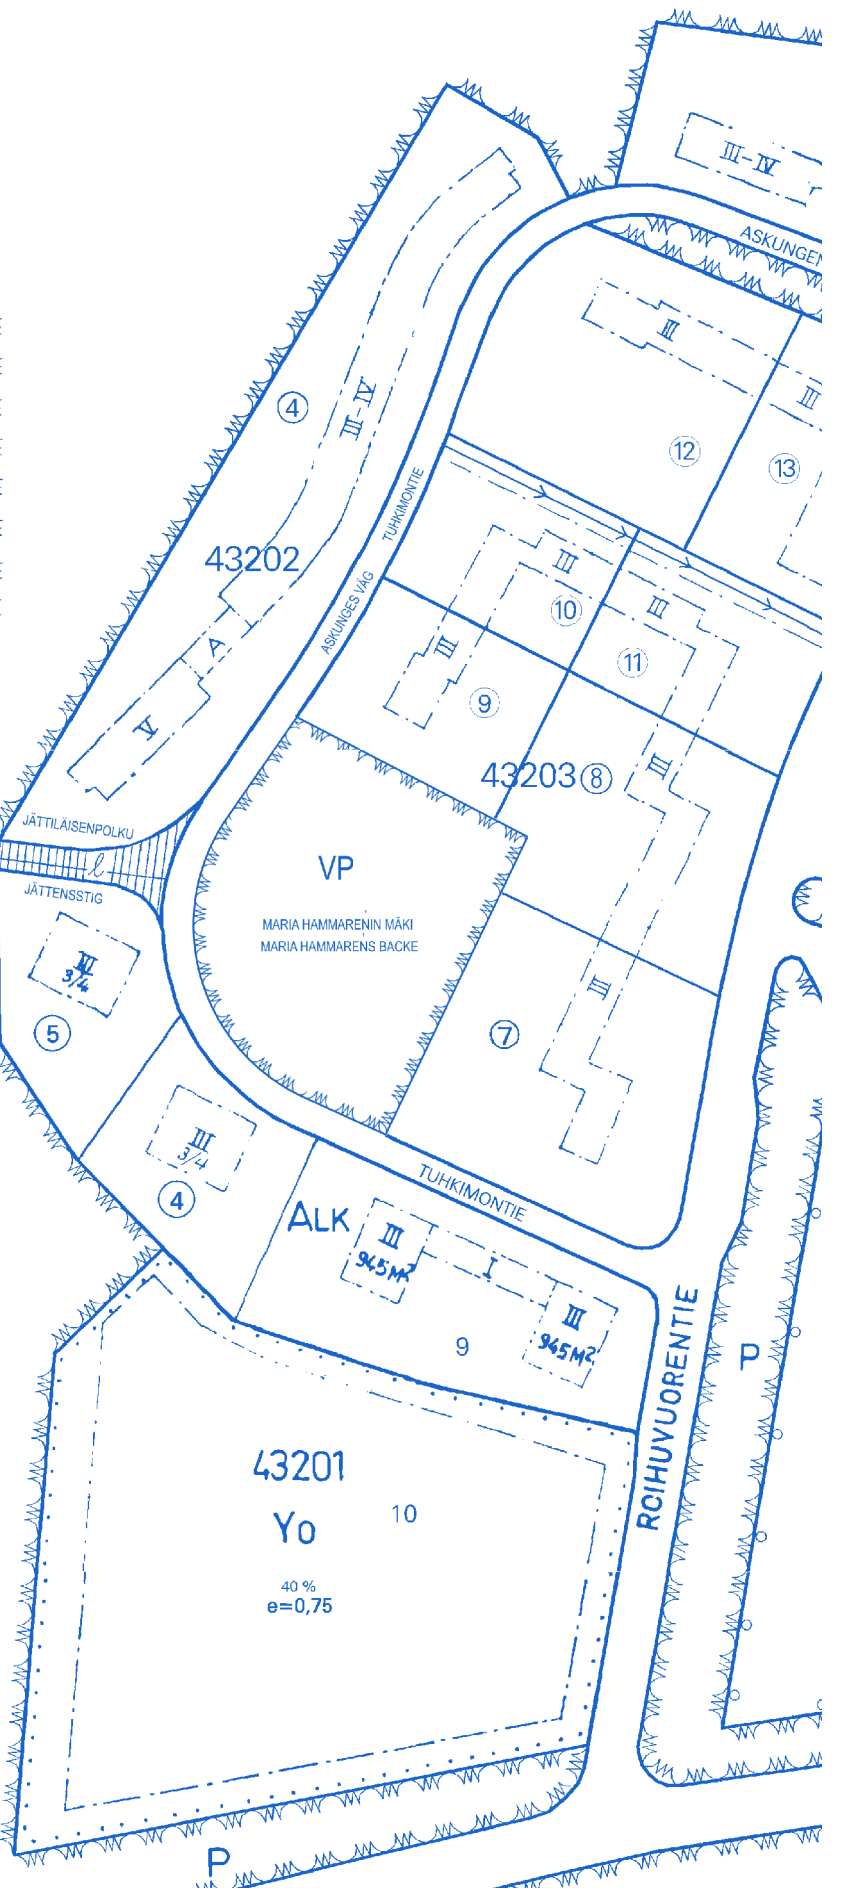 III-IV
ASKUNGEN
III
III
4
III-IV
12
13
TUHKIMONTIE
43202
III
10
III
ASKUNGES VÄG
A
III
11
9
V
III
43203
8
JÄTTILÄISENPOLKU
l
JÄTTENSSTIG
VP
MARIA HAMMARENIN MÄKI
MARIA HAMMARENS BACKE
III
3/4
III
5
7
III
3/4
4
TUHKIMONTIE
ALK
III
945M²
I
III
945M²
9
ROIHUVUORENTIE
P
43201
10
Yo
40 %
e=0,75
P